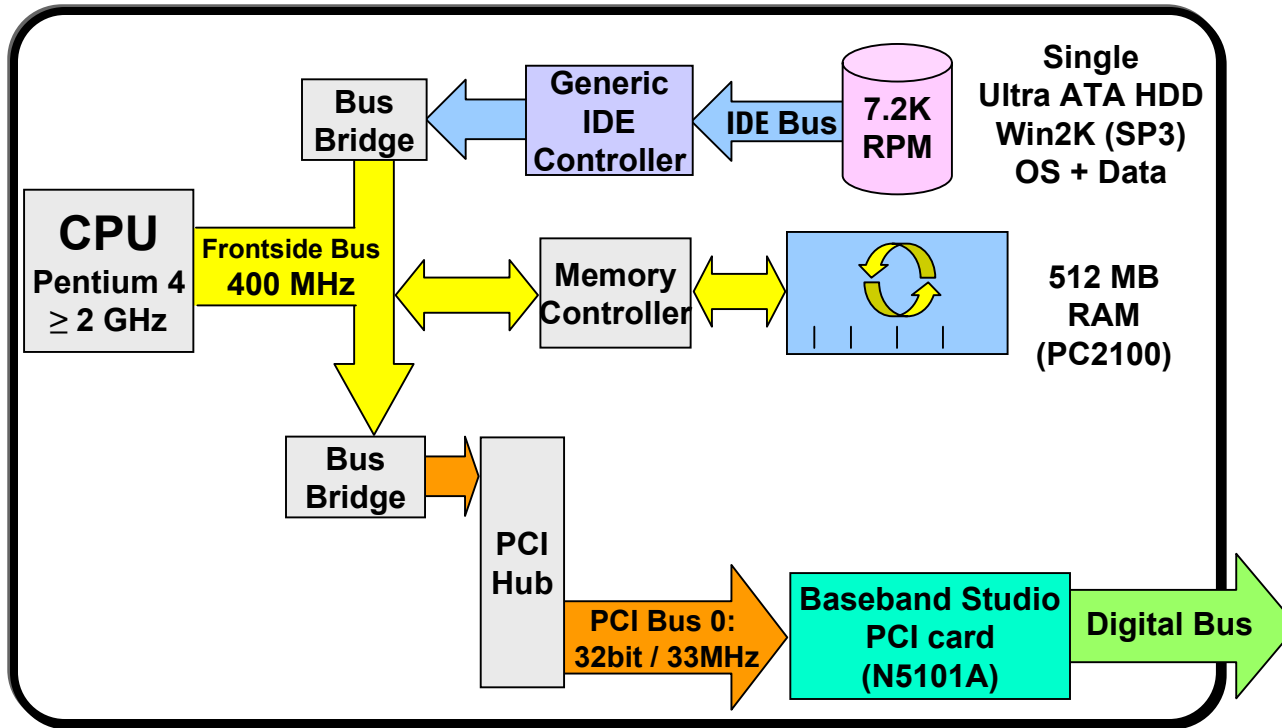 Bus
Bridge
Generic
IDE
Controller
IDE Bus
7.2K
RPM
Single
Ultra ATA HDD
Win2K (SP3)
OS + Data
CPU
Pentium 4
≥ 2 GHz
Frontside Bus
400 MHz
Memory
Controller
512 MB
RAM
(PC2100)
Bus
Bridge
PCI
Hub
PCI Bus 0:
32bit / 33MHz
Baseband Studio
PCI card
(N5101A)
Digital Bus